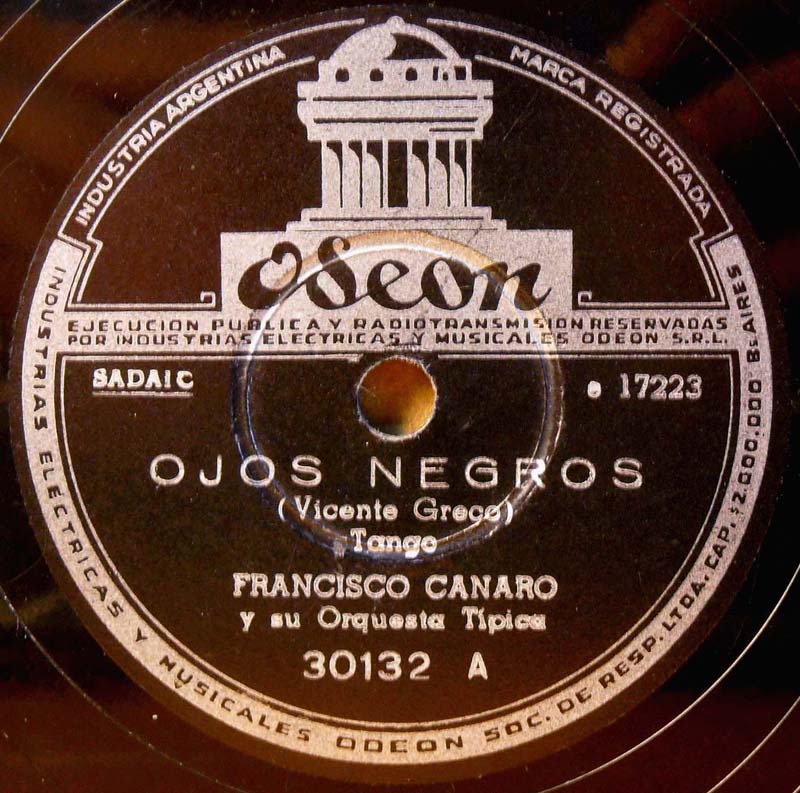 INDUSTRIA ARGENTINA
MARCA REGISTRADA
Odeon
EJECUCION PUBLICA Y RADIOTRANSMISION RESERVADAS
POR INDUSTRIAS ELECTRICAS Y MUSICALES ODEON S.R.L.
SADAIC
e 17223
OJOS NEGROS
(Vicente Greco)
Tango
FRANCISCO CANARO
y su Orquesta Típica
30132 A
INDUSTRIAS ELECTRICAS Y MUSICALES ODEON SOC. DE RESP. LTDA. CAP. $2.000.000 Bs AIRES